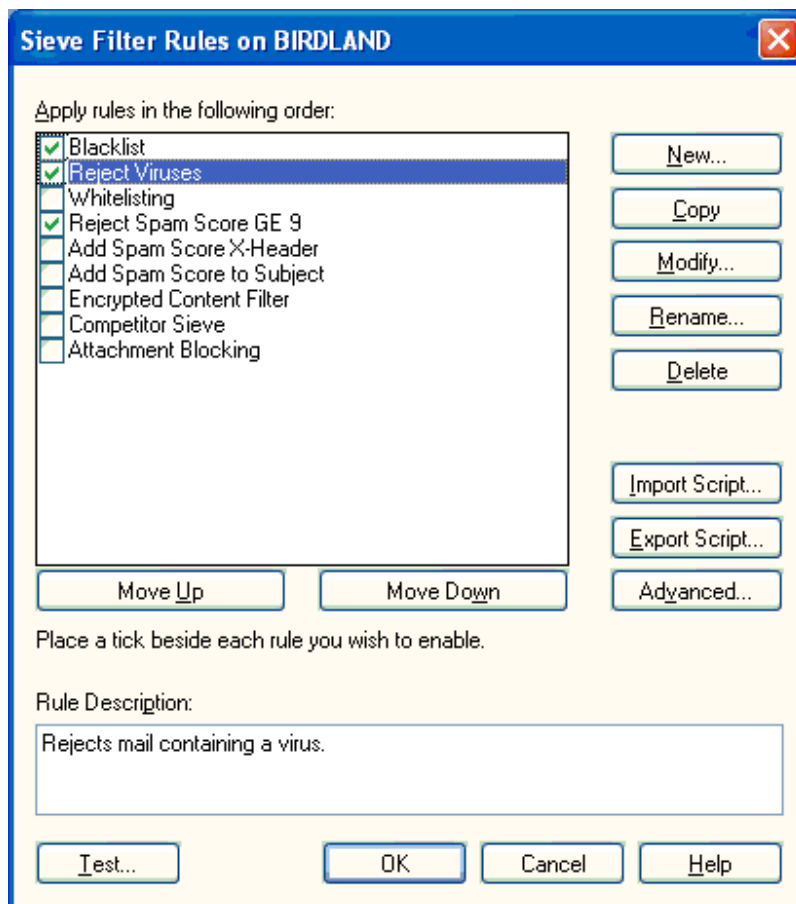 Sieve Filter Rules on BIRDLAND
Apply rules in the following order:
Blacklist
Reject Viruses
Whitelisting
Reject Spam Score GE 9
Add Spam Score X-Header
Add Spam Score to Subject
Encrypted Content Filter
Competitor Sieve
Attachment Blocking
New...
Copy
Modify...
Rename...
Delete
Import Script...
Export Script...
Move Up
Move Down
Advanced...
Place a tick beside each rule you wish to enable.
Rule Description:
Rejects mail containing a virus.
Test...
OK
Cancel
Help